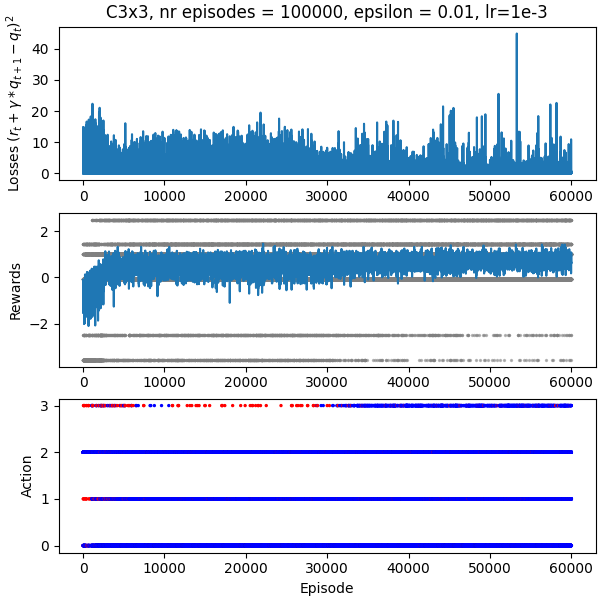 C3x3, nr episodes = 100000, epsilon = 0.01, lr=1e-3
Losses $(r_t + \gamma * q_{t+1} - q_t)^2$
40
30
20
10
0
0 10000 20000 30000 40000 50000 60000
Rewards
2
0
−2
0 10000 20000 30000 40000 50000 60000
Action
3
2
1
0
0 10000 20000 30000 40000 50000 60000
Episode